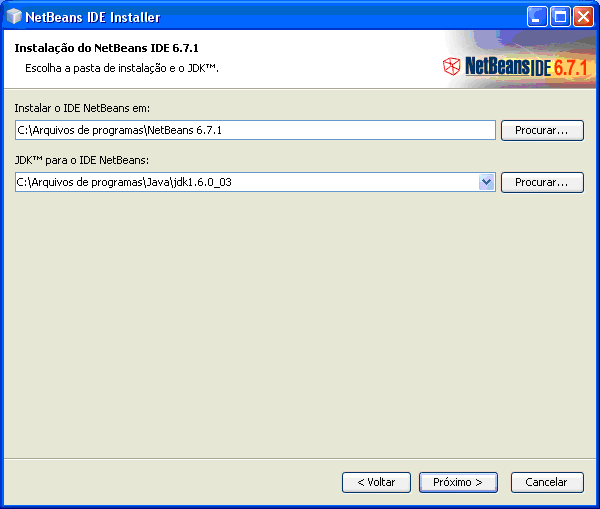 NetBeans IDE Installer
Instalação do NetBeans IDE 6.7.1
Escolha a pasta de instalação e o JDK™.
NetBeans IDE 6.7.1
Instalar o IDE NetBeans em:
C:\Arquivos de programas\NetBeans 6.7.1
Procurar...
JDK™ para o IDE NetBeans:
C:\Arquivos de programas\Java\jdk1.6.0_03
Procurar...
< Voltar
Próximo >
Cancelar